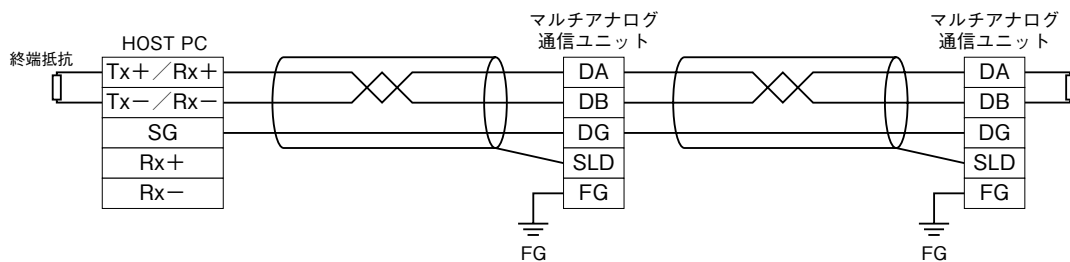 マルチアナログ
通信ユニット
マルチアナログ
通信ユニット
HOST PC
終端抵抗
Tx+／Rx+
Tx−／Rx−
SG
Rx+
Rx−
DA
DB
DG
SLD
FG
FG
DA
DB
DG
SLD
FG
FG